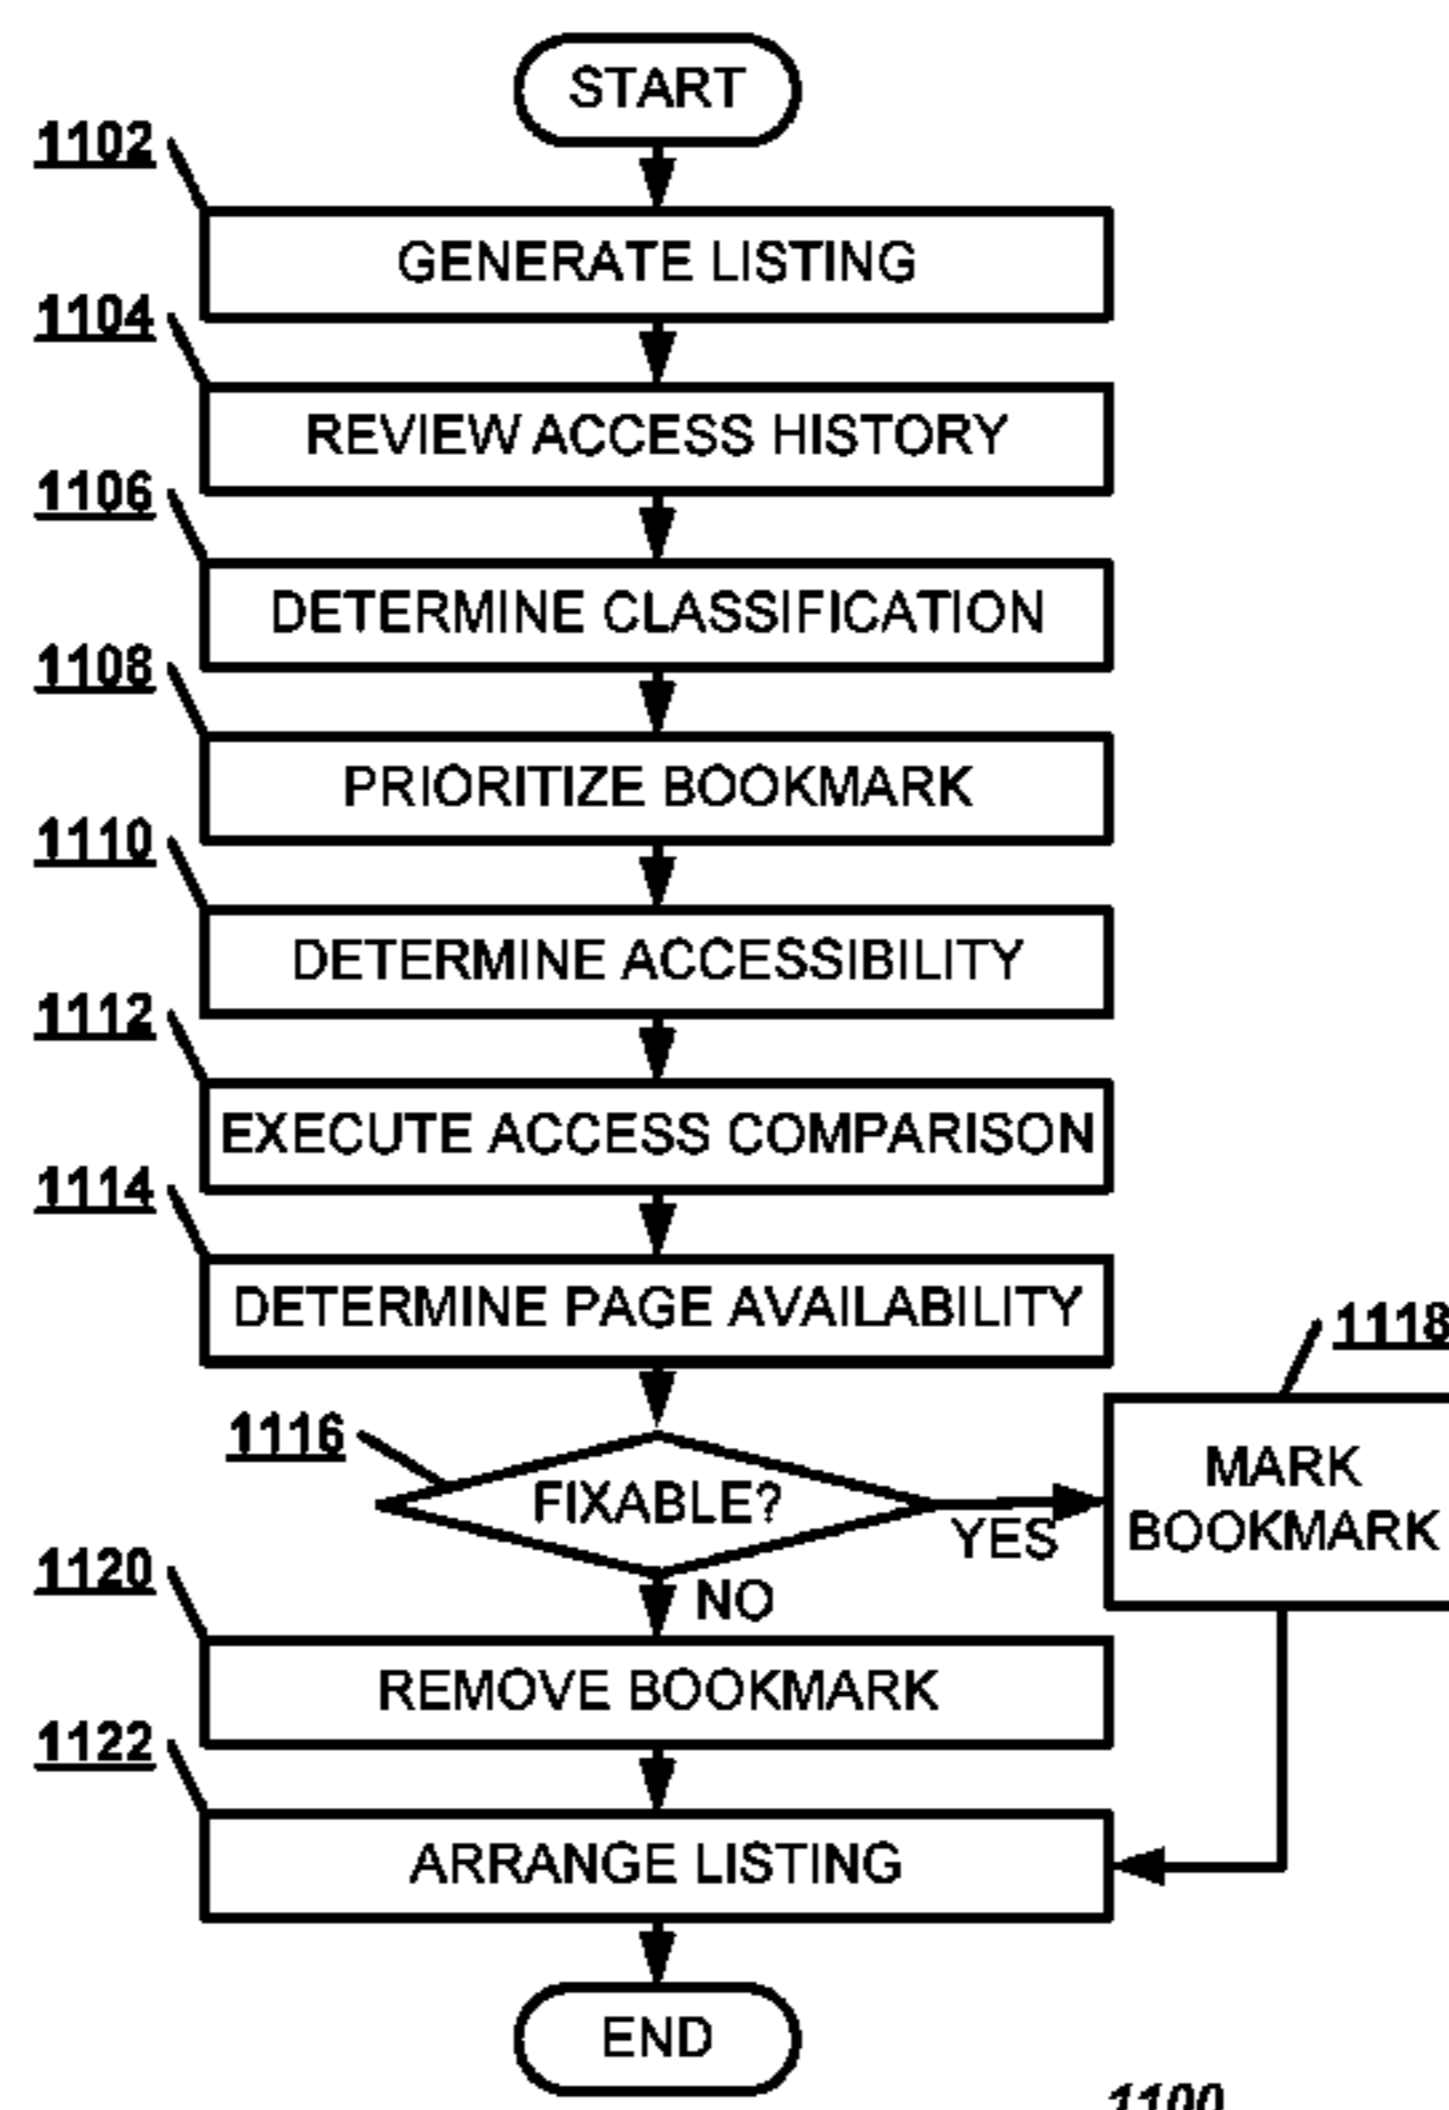 START
1102
GENERATE LISTING
1104
REVIEW ACCESS HISTORY
1106
DETERMINE CLASSIFICATION
1108
PRIORITIZE BOOKMARK
1110
DETERMINE ACCESSIBILITY
1112
EXECUTE ACCESS COMPARISON
1114
DETERMINE PAGE AVAILABILITY
1116
FIXABLE?
YES
1118
MARK
BOOKMARK
NO
1120
REMOVE BOOKMARK
1122
ARRANGE LISTING
END
1100